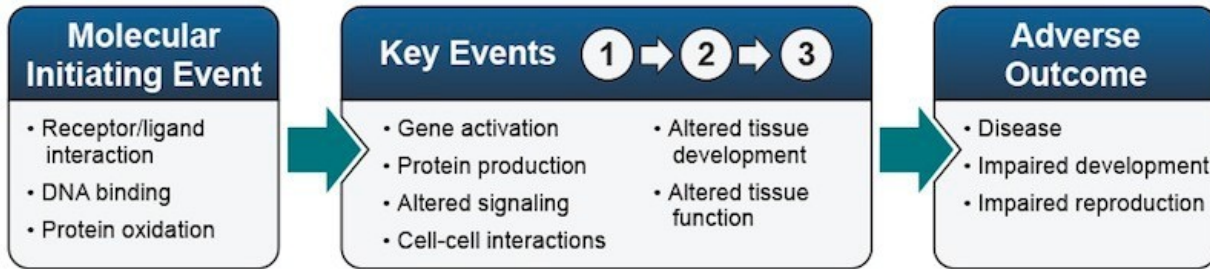 Molecular
Initiating Event
• Receptor/ligand
interaction
• DNA binding
• Protein oxidation
Key Events 1 2 3
• Gene activation
• Protein production
• Altered signaling
• Cell-cell interactions
• Altered tissue
development
• Altered tissue
function
Adverse
Outcome
• Disease
• Impaired development
• Impaired reproduction